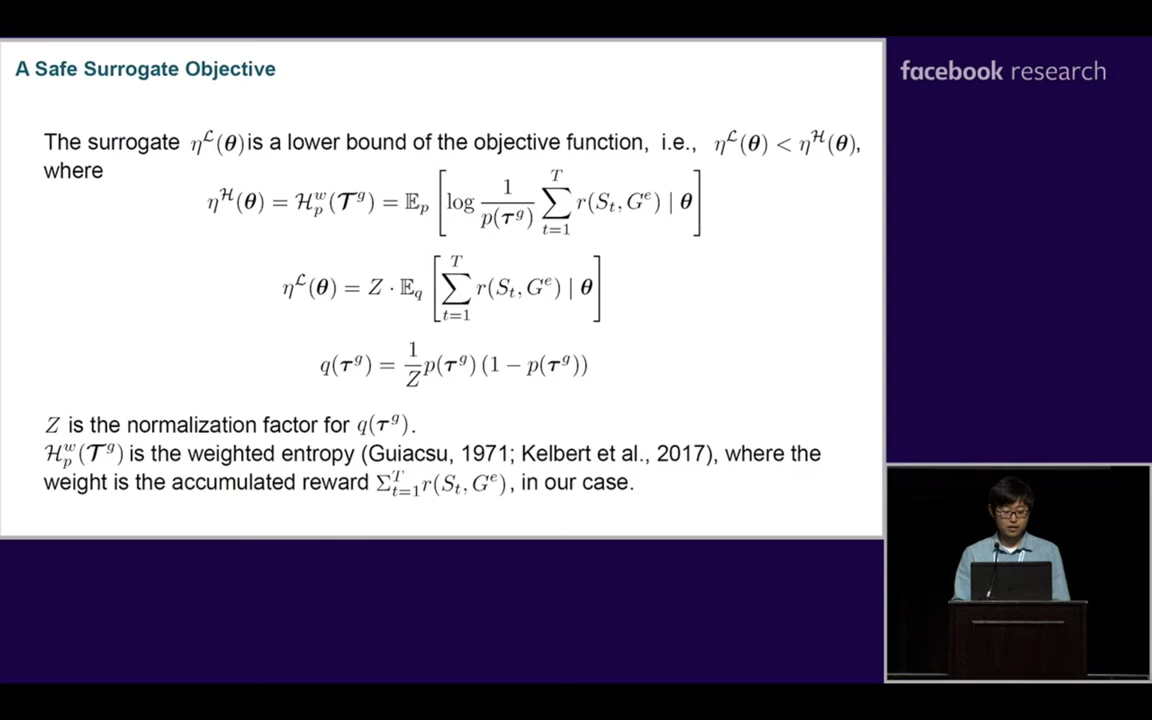 A Safe Surrogate Objective
facebook research
The surrogate η^ℒ(θ) is a lower bound of the objective function, i.e., η^ℒ(θ) < η^ℋ(θ),
where
η^ℋ(θ) = ℋ_p^w(𝒯^g) = 𝔼_p [ log 1/p(τ^g) ∑_{t=1}^{T} r(S_t, G^e) | θ ]
η^ℒ(θ) = Z · 𝔼_q [ ∑_{t=1}^{T} r(S_t, G^e) | θ ]
q(τ^g) = 1/Z p(τ^g) (1 − p(τ^g))
Z is the normalization factor for q(τ^g).
ℋ_p^w(𝒯^g) is the weighted entropy (Guiacsu, 1971; Kelbert et al., 2017), where the
weight is the accumulated reward Σ_{t=1}^T r(S_t, G^e), in our case.